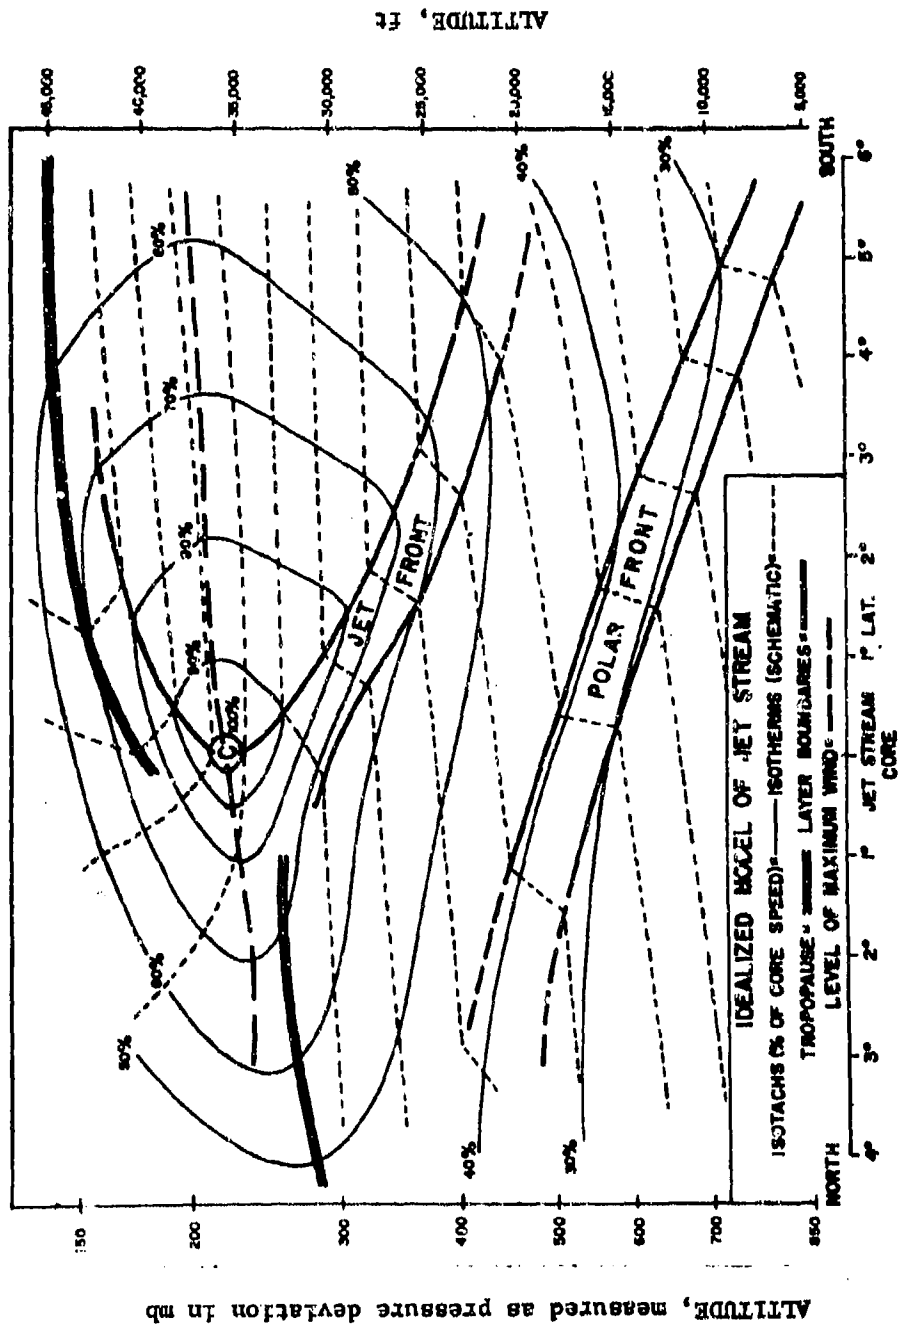 ALTITUDE, ft
45,000
40,000
35,000
30,000
25,000
20,000
15,000
10,000
5,000
ALTITUDE, measured as pressure deviation in mb
150
200
300
400
500
600
700
850
50%
60%
60%
70%
80%
90%
100%
C
50%
40%
30%
40%
30%
JET FRONT
POLAR FRONT
IDEALIZED MODEL OF JET STREAM
ISOTACHS (% OF CORE SPEED)= ISOTHERMS (SCHEMATIC)=
TROPOPAUSE= LAYER BOUNDARIES=
LEVEL OF MAXIMUM WIND=
NORTH
4° 3° 2° 1°
JET STREAM
CORE
1° LAT. 2° 3° 4° 5° 6°
SOUTH